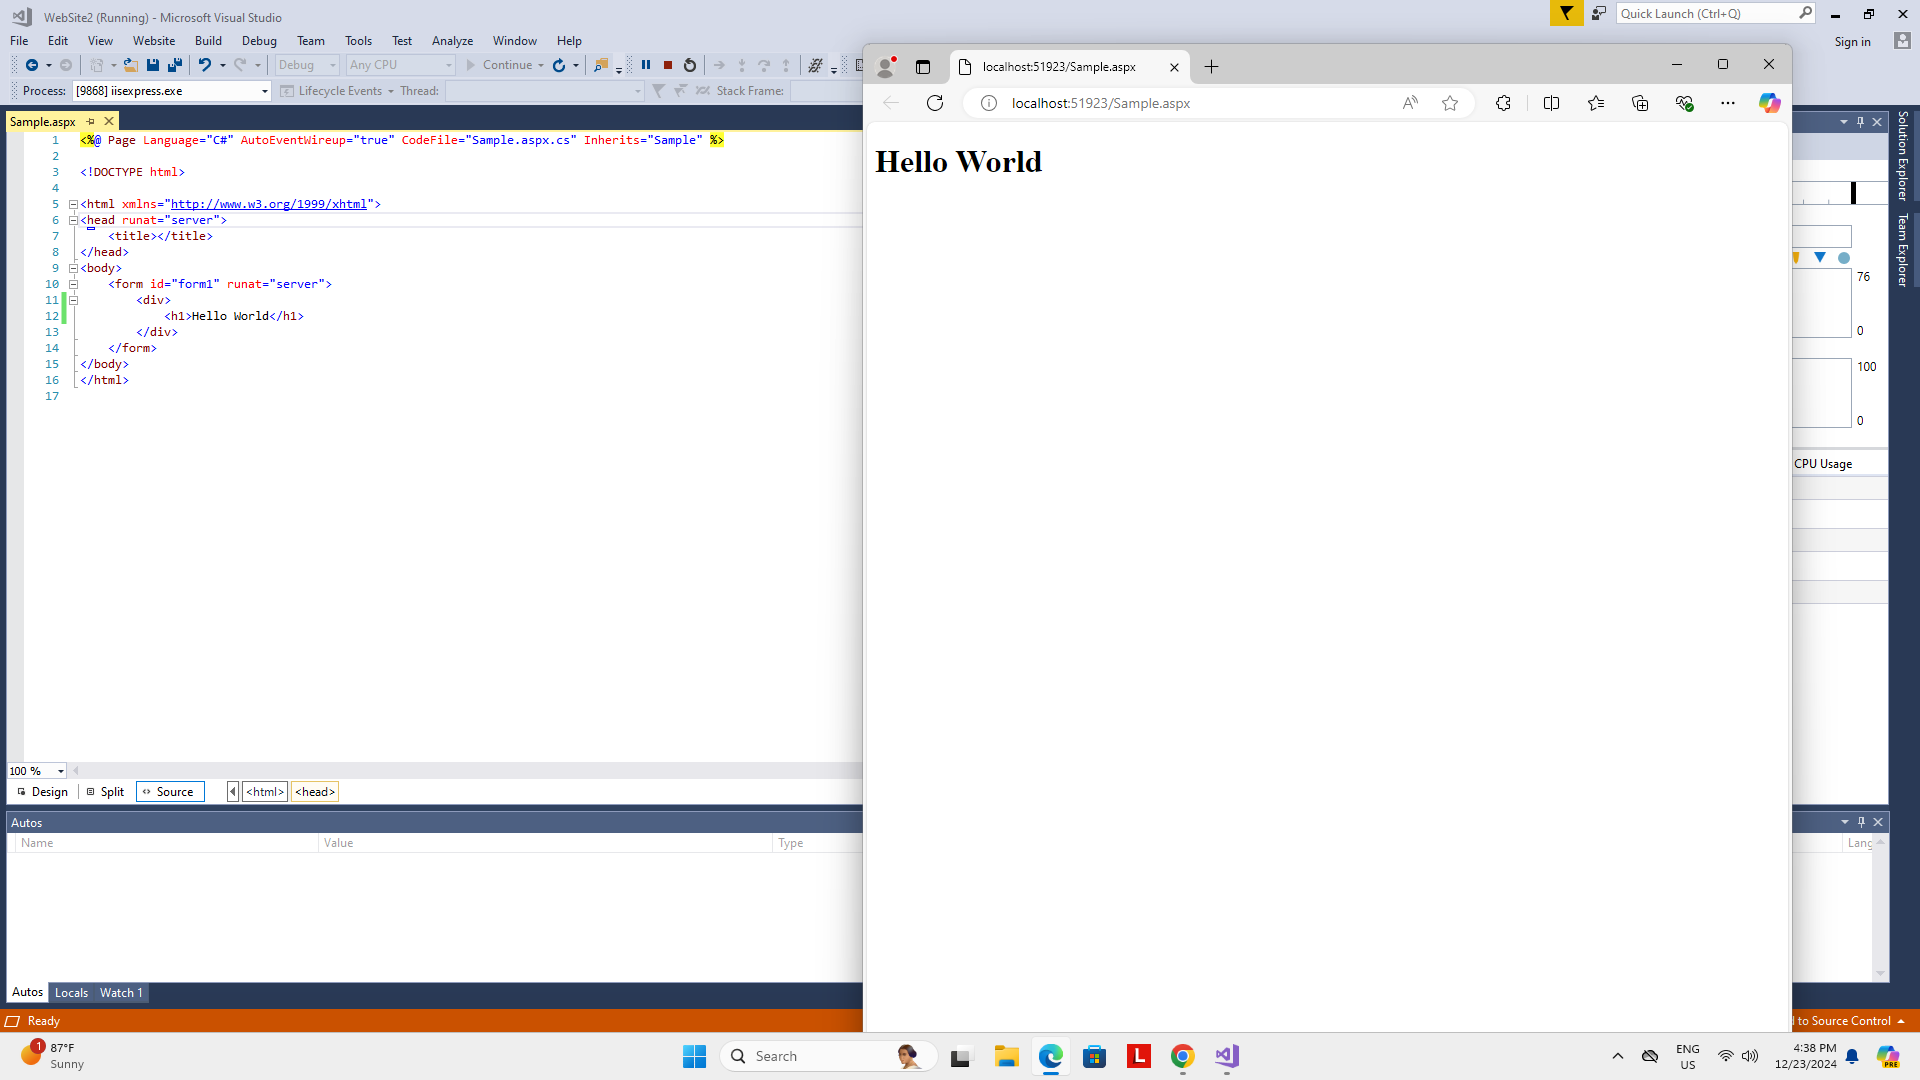 WebSite2 (Running) - Microsoft Visual Studio
Quick Launch (Ctrl+Q)
File Edit View Website Build Debug Team Tools Test Analyze Window Help
Sign in
Debug Any CPU Continue
Process: [9868] iisexpress.exe Lifecycle Events Thread: Stack Frame:
Sample.aspx
1 <%@ Page Language="C#" AutoEventWireup="true" CodeFile="Sample.aspx.cs" Inherits="Sample" %>
2
3 <!DOCTYPE html>
4
5 <html xmlns="http://www.w3.org/1999/xhtml">
6 <head runat="server">
7 <title></title>
8 </head>
9 <body>
10 <form id="form1" runat="server">
11 <div>
12 <h1>Hello World</h1>
13 </div>
14 </form>
15 </body>
16 </html>
17
100 %
Design Split Source <html> <head>
Autos
Name Value Type
Autos Locals Watch 1
Ready
localhost:51923/Sample.aspx
localhost:51923/Sample.aspx
Hello World
Solution Explorer
Team Explorer
76
0
100
0
CPU Usage
Lang
to Source Control
1
87°F
Sunny
Search
L
ENG
US
4:38 PM
12/23/2024
PRE